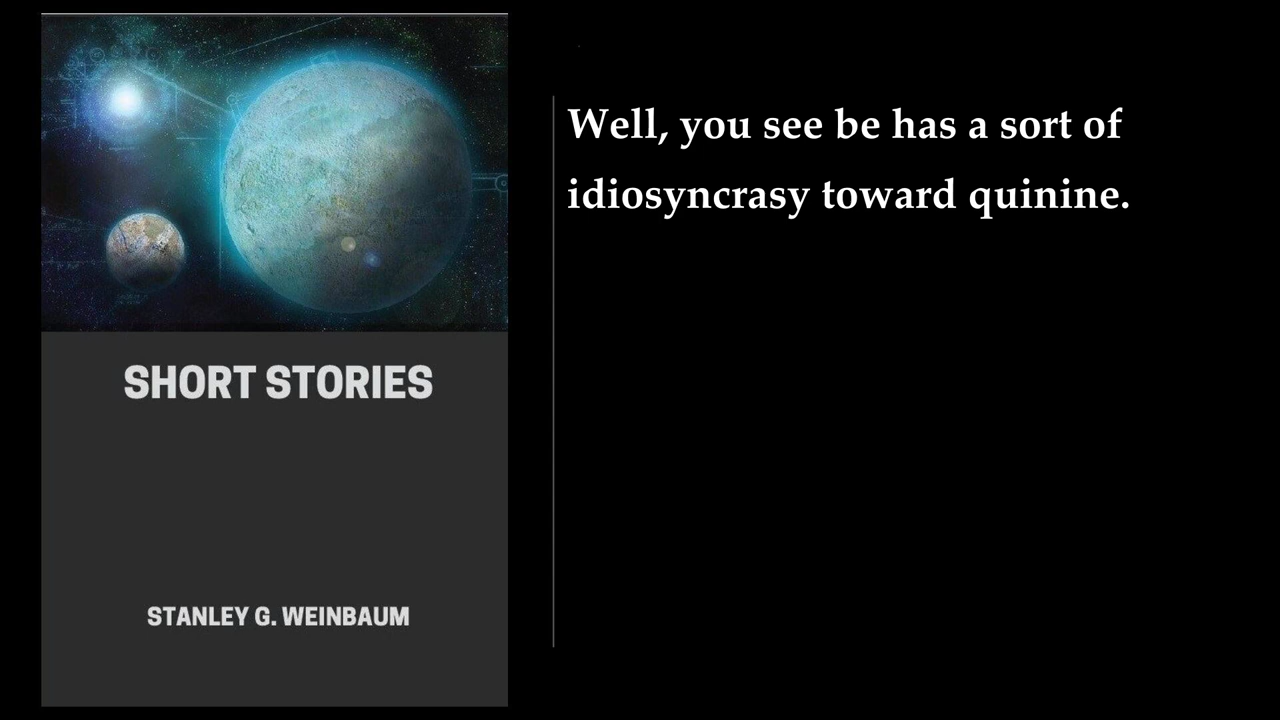 Well, you see be has a sort of
idiosyncrasy toward quinine.
SHORT STORIES
STANLEY G. WEINBAUM